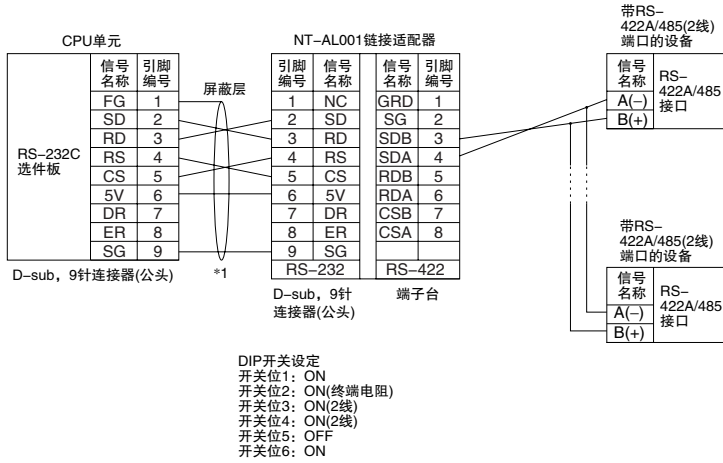 CPU单元
RS-232C
选件板
信号名称 引脚编号
FG 1
SD 2
RD 3
RS 4
CS 5
5V 6
DR 7
ER 8
SG 9
D-sub，9针连接器(公头)
屏蔽层
*1
NT-AL001链接适配器
引脚编号 信号名称
1 NC
2 SD
3 RD
4 RS
5 CS
6 5V
7 DR
8 ER
9 SG
RS-232
D-sub，9针
连接器(公头)
信号名称 引脚编号
GRD 1
SG 2
SDB 3
SDA 4
RDB 5
RDA 6
CSB 7
CSA 8
RS-422
端子台
带RS-
422A/485(2线)
端口的设备
信号名称
A(-)
B(+)
RS-
422A/485
接口
带RS-
422A/485(2线)
端口的设备
信号名称
A(-)
B(+)
RS-
422A/485
接口
DIP开关设定
开关位1：ON
开关位2：ON(终端电阻)
开关位3：ON(2线)
开关位4：ON(2线)
开关位5：OFF
开关位6：ON